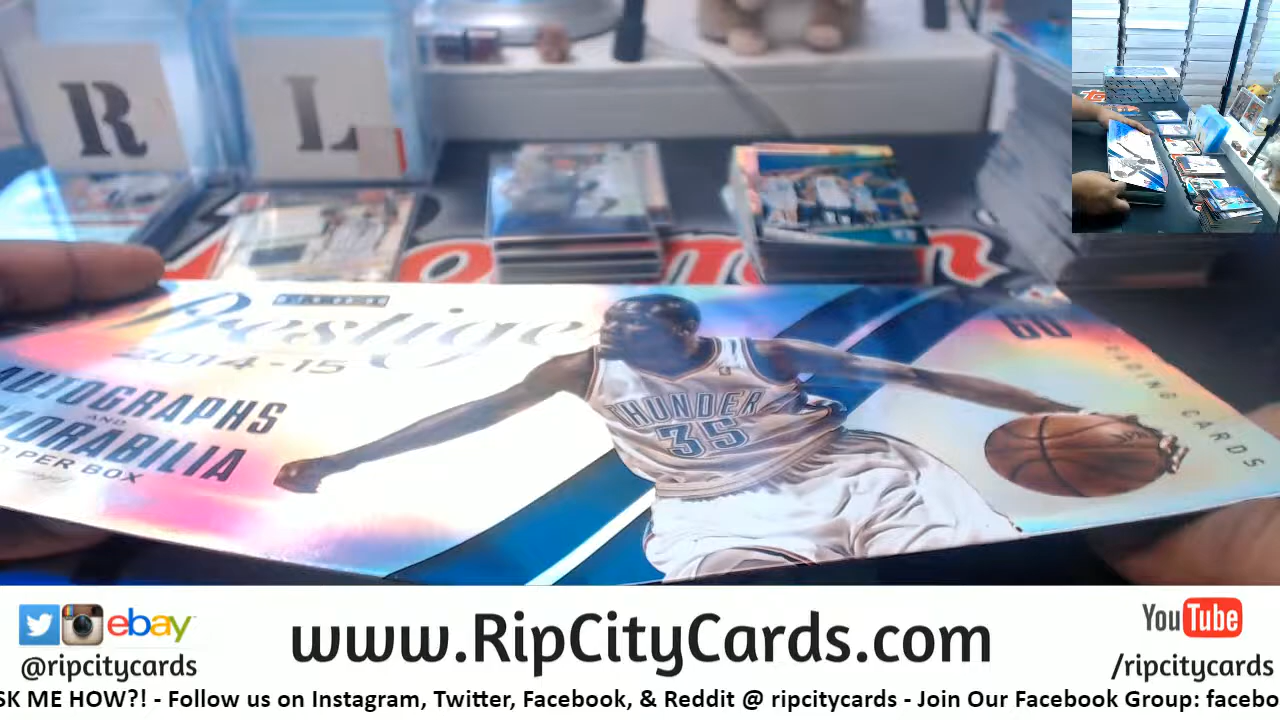 R
L
Prestige
2014-15
AUTOGRAPHS
AND
MEMORABILIA
PER BOX
THUNDER
35
60
TRADING CARDS
ebay
@ripcitycards
www.RipCityCards.com
YouTube
/ripcitycards
SK ME HOW?! - Follow us on Instagram, Twitter, Facebook, & Reddit @ ripcitycards - Join Our Facebook Group: facebo